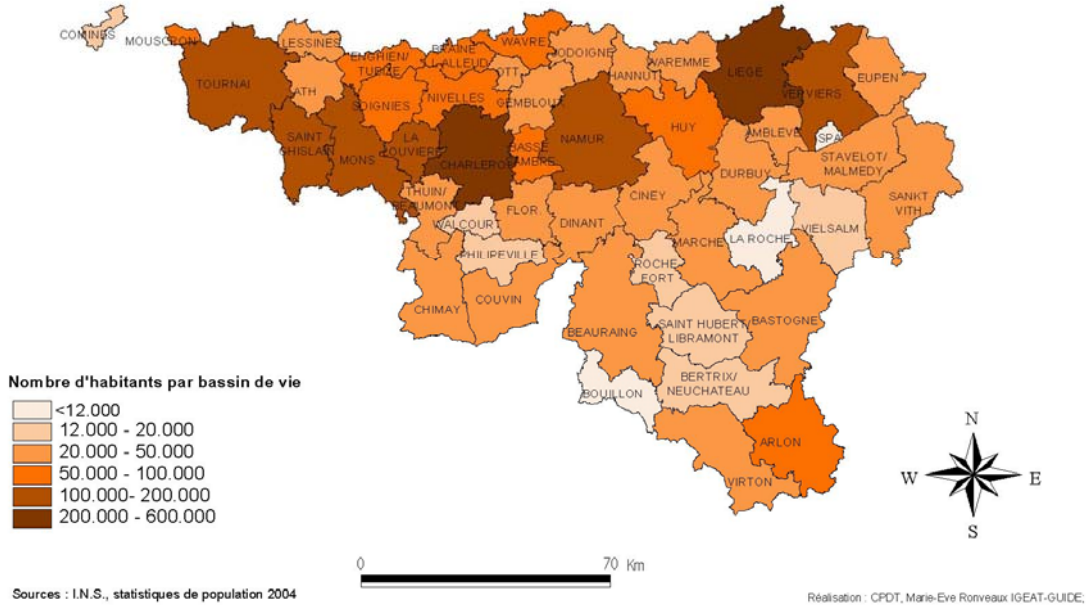 COMINES
MOUSCRON
TOURNAI
LESSINES
ATH
ENGHIEN/
TUBIZE
BRAINE
L ALLEUD
WAVRE
OTT.
JODOIGNE
HANNUT
WAREMME
LIEGE
VERVIERS
EUPEN
SOIGNIES
NIVELLES
GEMBLOUX
SAINT
GHISLAIN
MONS
LA
LOUVIERE
CHARLEROI
BASSE
SAMBRE
NAMUR
HUY
AMBLEVE
SPA
STAVELOT/
MALMEDY
DURBUY
SANKT
VITH
THUIN/
BEAUMONT
WALCOURT
FLOR.
DINANT
CINEY
MARCHE
LA ROCHE
VIELSALM
PHILIPEVILLE
ROCHE
FORT
CHIMAY
COUVIN
BEAURAING
SAINT HUBERT/
LIBRAMONT
BASTOGNE
BOUILLON
BERTRIX/
NEUCHATEAU
ARLON
VIRTON
Nombre d'habitants par bassin de vie
<12.000
12.000 - 20.000
20.000 - 50.000
50.000 - 100.000
100.000- 200.000
200.000 - 600.000
N
W
E
S
0
70 Km
Sources : I.N.S., statistiques de population 2004
Réalisation : CPDT, Marie-Eve Ronveaux IGEAT-GUIDE;